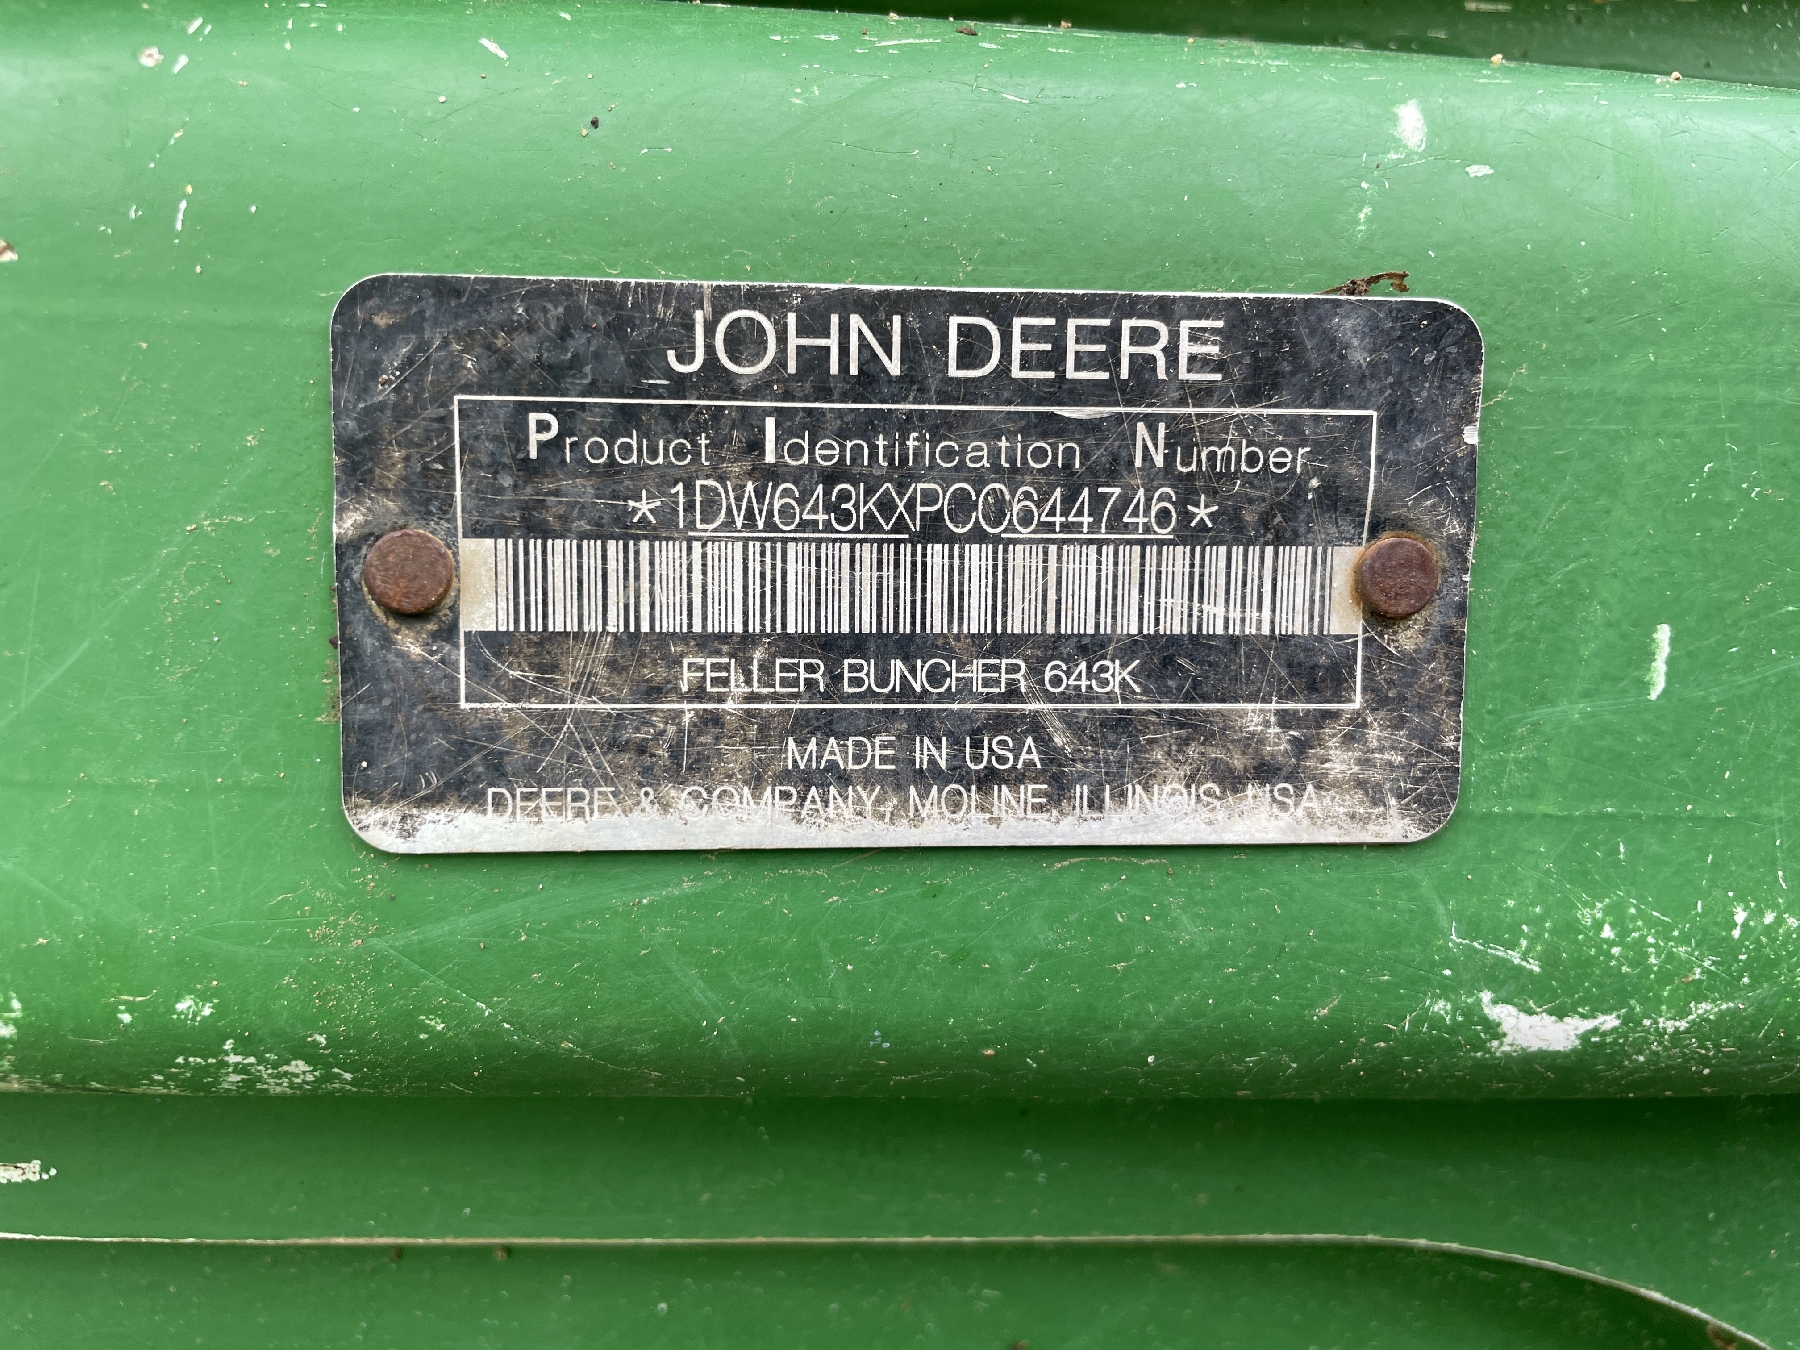 JOHN DEERE
Product Identification Number
*1DW643KXPCC644746*
FELLER BUNCHER 643K
MADE IN USA
DEERE & COMPANY, MOLINE, ILLINOIS, USA